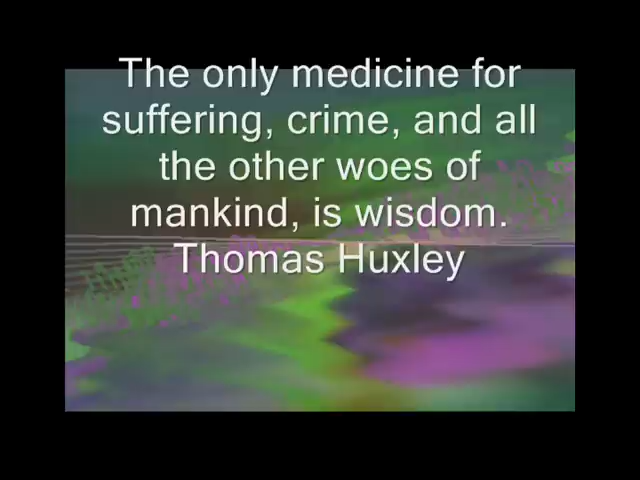 The only medicine for
suffering, crime, and all
the other woes of
mankind, is wisdom.
Thomas Huxley